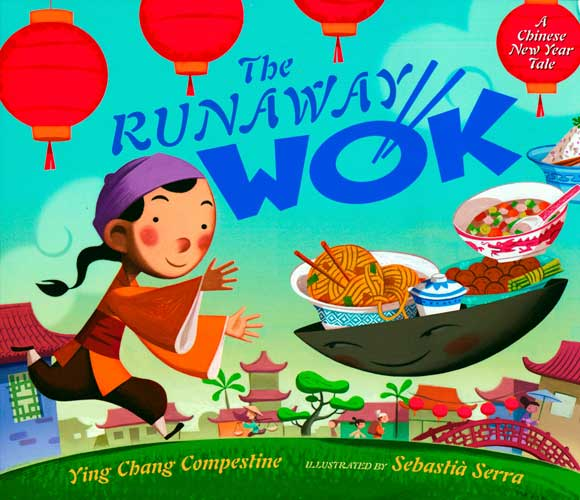 The
RUNAWAY
WOK
A
Chinese
New Year
Tale
Ying Chang Compestine
ILLUSTRATED BY Sebastià Serra